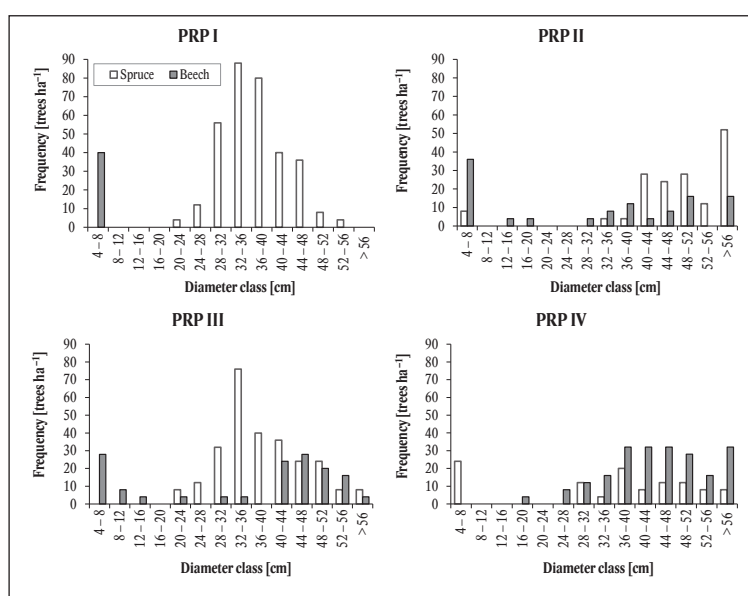 PRP I
Frequency [trees ha⁻¹]
90
80
70
60
50
40
30
20
10
0
Spruce Beech
4 – 8
8 – 12
12 – 16
16 – 20
20 – 24
24 – 28
28 – 32
32 – 36
36 – 40
40 – 44
44 – 48
48 – 52
52 – 56
> 56
Diameter class [cm]
PRP II
Frequency [trees ha⁻¹]
90
80
70
60
50
40
30
20
10
0
4 – 8
8 – 12
12 – 16
16 – 20
20 – 24
24 – 28
28 – 32
32 – 36
36 – 40
40 – 44
44 – 48
48 – 52
52 – 56
> 56
Diameter class [cm]
PRP III
Frequency [trees ha⁻¹]
90
80
70
60
50
40
30
20
10
0
4 – 8
8 – 12
12 – 16
16 – 20
20 – 24
24 – 28
28 – 32
32 – 36
36 – 40
40 – 44
44 – 48
48 – 52
52 – 56
> 56
Diameter class [cm]
PRP IV
Frequency [trees ha⁻¹]
90
80
70
60
50
40
30
20
10
0
4 – 8
8 – 12
12 – 16
16 – 20
20 – 24
24 – 28
28 – 32
32 – 36
36 – 40
40 – 44
44 – 48
48 – 52
52 – 56
> 56
Diameter class [cm]